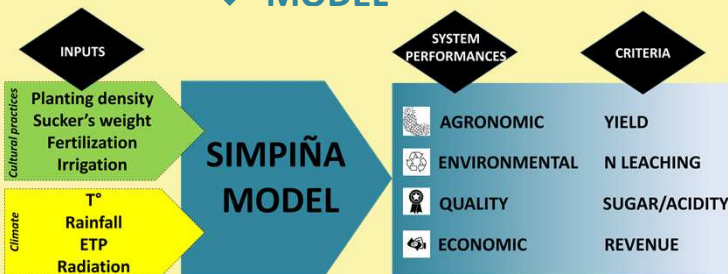 MODEL
INPUTS
SYSTEM
PERFORMANCES
CRITERIA
Cultural practices
Planting density
Sucker's weight
Fertilization
Irrigation
Climate
T°
Rainfall
ETP
Radiation
SIMPIÑA
MODEL
AGRONOMIC YIELD
ENVIRONMENTAL N LEACHING
QUALITY SUGAR/ACIDITY
ECONOMIC REVENUE